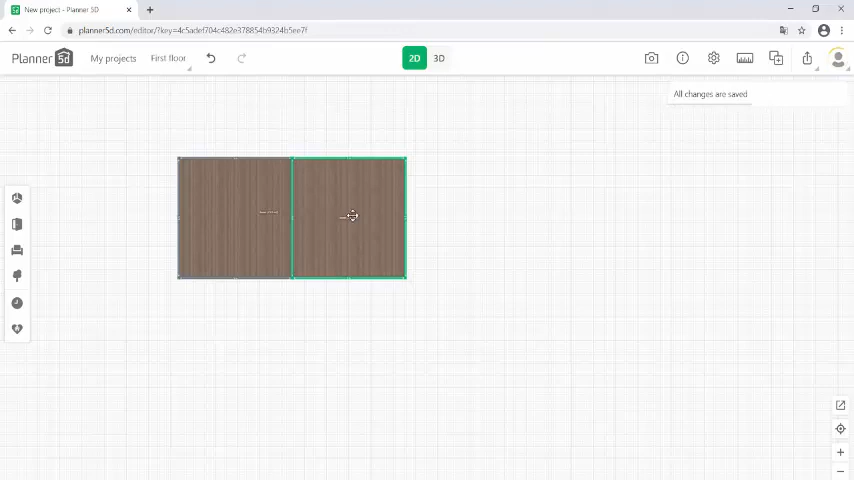 New project - Planner 5D
planner5d.com/editor/?key=4c5adef704c482e378854b9324b5ee7f
Planner 5d
My projects
First floor
2D
3D
All changes are saved